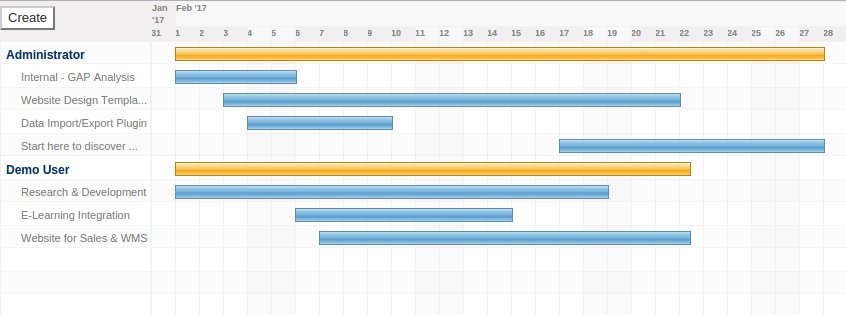 Jan '17 Feb '17
Create
31 1 2 3 4 5 6 7 8 9 10 11 12 13 14 15 16 17 18 19 20 21 22 23 24 25 26 27 28
Administrator
Internal - GAP Analysis
Website Design Templa...
Data Import/Export Plugin
Start here to discover ...
Demo User
Research & Development
E-Learning Integration
Website for Sales & WMS